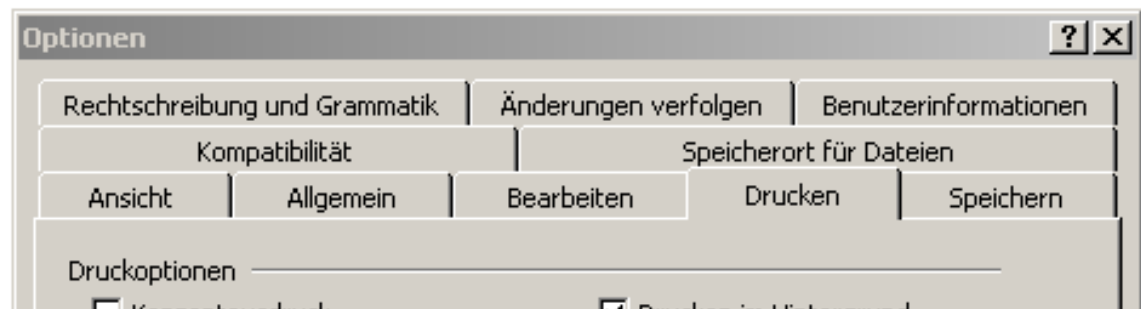 Optionen
Rechtschreibung und Grammatik Änderungen verfolgen Benutzerinformationen
Kompatibilität Speicherort für Dateien
Ansicht Allgemein Bearbeiten Drucken Speichern
Druckoptionen